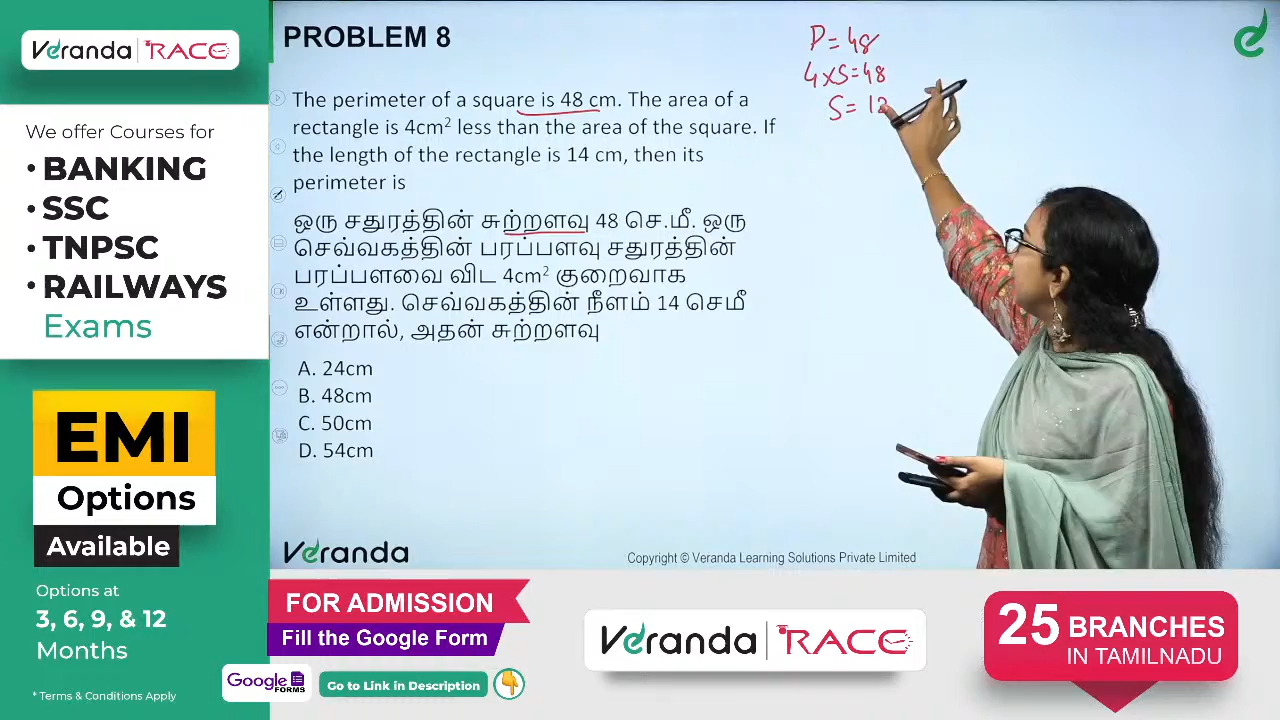 Veranda RACE
We offer Courses for
• BANKING
• SSC
• TNPSC
• RAILWAYS
Exams
EMI
Options
Available
Options at
3, 6, 9, & 12
Months
* Terms & Conditions Apply
PROBLEM 8
The perimeter of a square is 48 cm. The area of a
rectangle is 4cm² less than the area of the square. If
the length of the rectangle is 14 cm, then its
perimeter is
ஒரு சதுரத்தின் சுற்றளவு 48 செ.மீ. ஒரு
செவ்வகத்தின் பரப்பளவு சதுரத்தின்
பரப்பளவை விட 4cm² குறைவாக
உள்ளது. செவ்வகத்தின் நீளம் 14 செமீ
என்றால், அதன் சுற்றளவு
A. 24cm
B. 48cm
C. 50cm
D. 54cm
P = 48
4×S=48
S = 12
Veranda
Copyright © Veranda Learning Solutions Private Limited
FOR ADMISSION
Fill the Google Form
Google FORMS
Go to Link in Description
Veranda RACE
25 BRANCHES
IN TAMILNADU